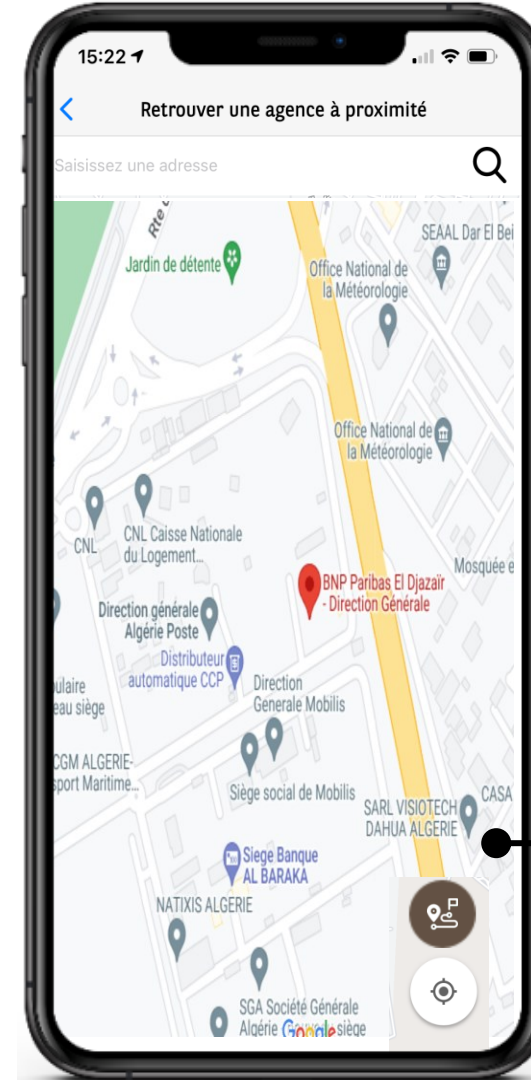 15:22
Retrouver une agence à proximité
Saisissez une adresse
Rte
SEAAL Dar El Bei
Jardin de détente
Office National de
la Météorologie
Office National de
la Météorologie
CNL
CNL Caisse Nationale
du Logement...
Mosquée e
BNP Paribas El Djazaïr
- Direction Générale
Direction générale
Algérie Poste
Distributeur
automatique CCP
ulaire
eau siège
Direction
Generale Mobilis
CGM ALGERIE-
sport Maritime...
Siège social de Mobilis
CASA
SARL VISIOTECH
DAHUA ALGERIE
Siege Banque
AL BARAKA
NATIXIS ALGERIE
SGA Société Générale
Algérie siège
Google